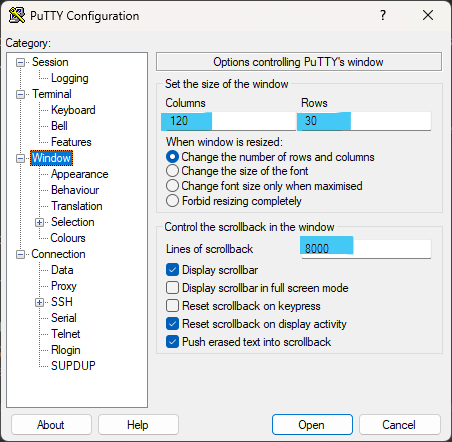 PuTTY Configuration
?
Category:
Session
Logging
Terminal
Keyboard
Bell
Features
Window
Appearance
Behaviour
Translation
Selection
Colours
Connection
Data
Proxy
SSH
Serial
Telnet
Rlogin
SUPDUP
Options controlling PuTTY's window
Set the size of the window
Columns Rows
120 30
When window is resized:
Change the number of rows and columns
Change the size of the font
Change font size only when maximised
Forbid resizing completely
Control the scrollback in the window
Lines of scrollback 8000
Display scrollbar
Display scrollbar in full screen mode
Reset scrollback on keypress
Reset scrollback on display activity
Push erased text into scrollback
About Help Open Cancel